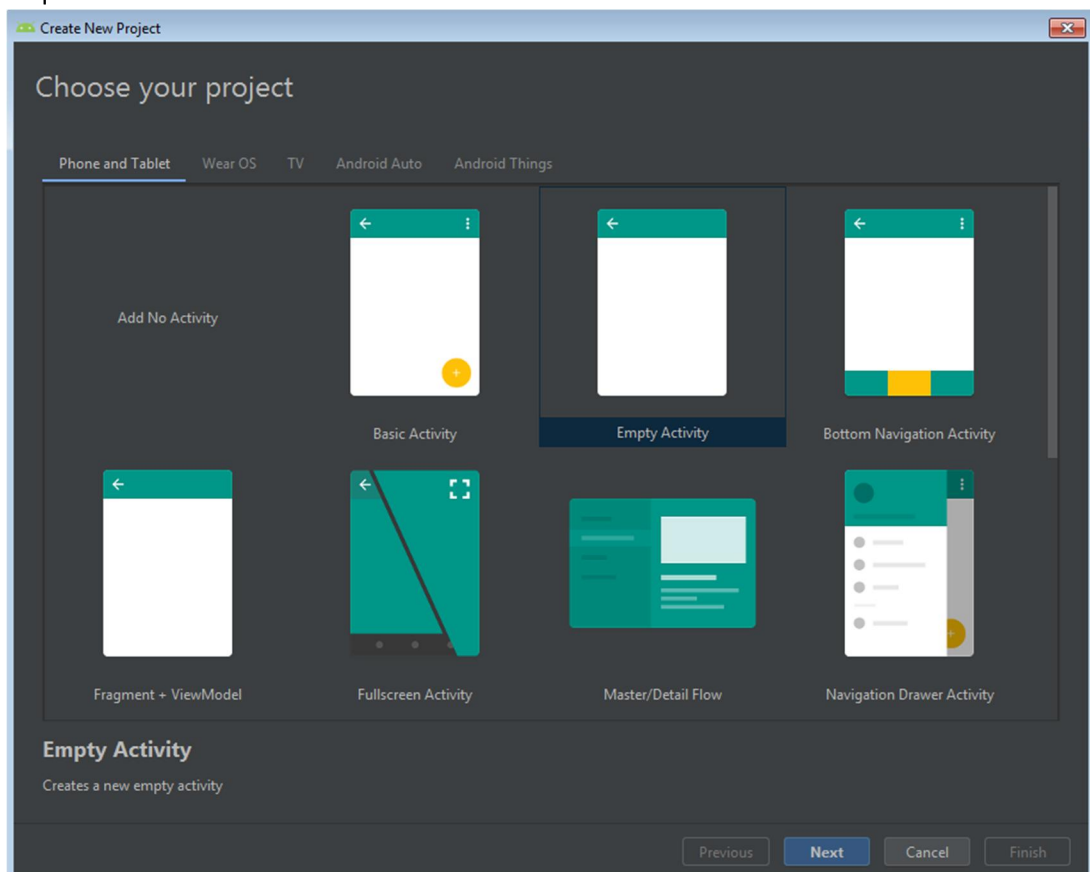 Create New Project
Choose your project
Phone and Tablet Wear OS TV Android Auto Android Things
Add No Activity
Basic Activity
Empty Activity
Bottom Navigation Activity
Fragment + ViewModel
Fullscreen Activity
Master/Detail Flow
Navigation Drawer Activity
Empty Activity
Creates a new empty activity
Previous Next Cancel Finish